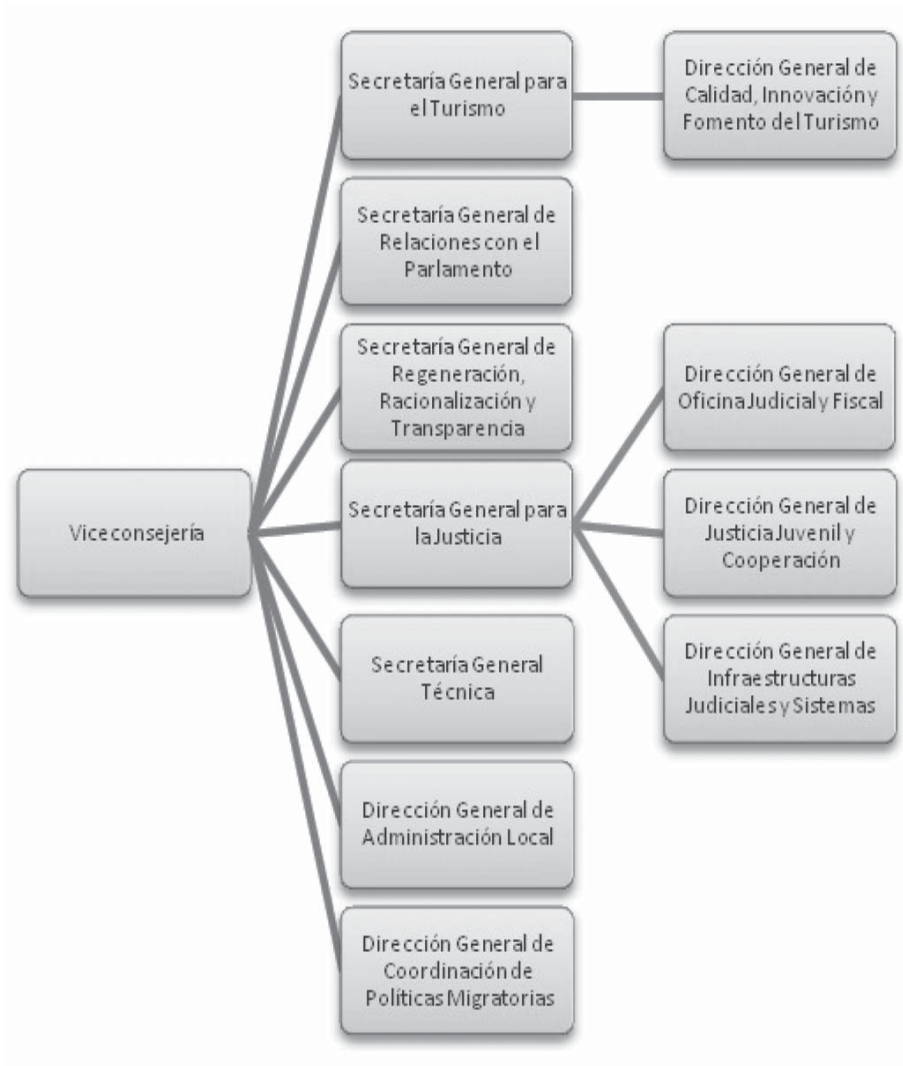 Secretaría General para
el Turismo
Dirección General de
Calidad, Innovación y
Fomento del Turismo
Secretaría General de
Relaciones con el
Parlamento
Secretaría General de
Regeneración,
Racionalización y
Transparencia
Dirección General de
Oficina Judicial y Fiscal
Viceconsejería
Secretaría General para
la Justicia
Dirección General de
Justicia Juvenil y
Cooperación
Secretaría General
Técnica
Dirección General de
Infraestructuras
Judiciales y Sistemas
Dirección General de
Administración Local
Dirección General de
Coordinación de
Políticas Migratorias